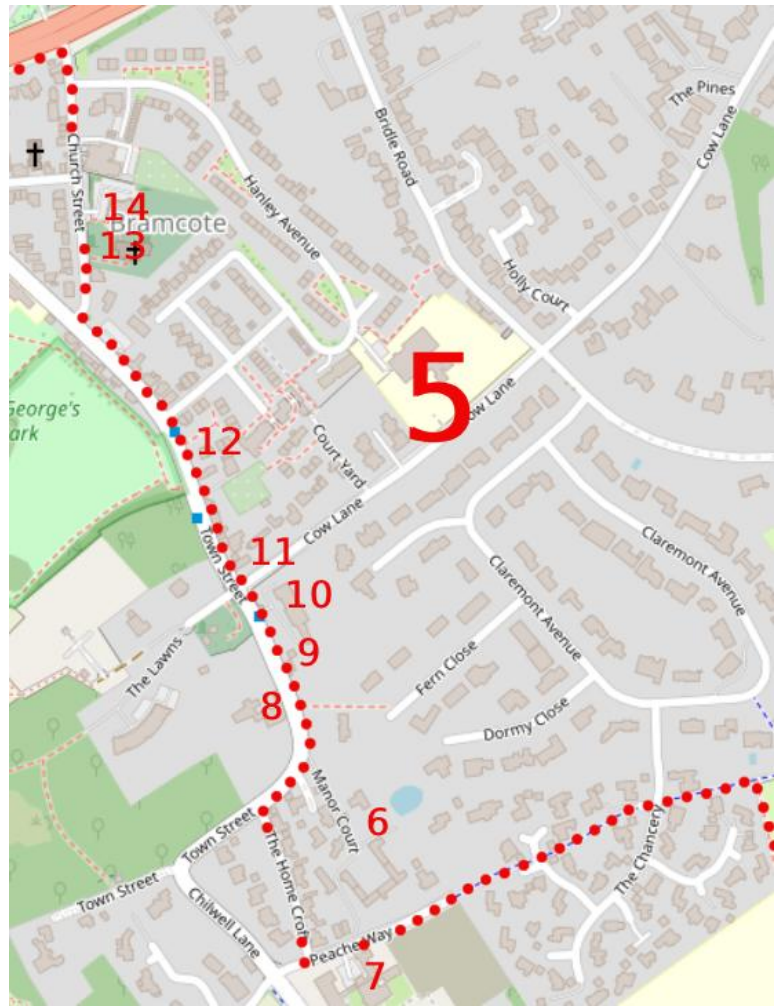 The Pines
Bridle Road
Cow Lane
Church Street
14
Bramcote
13
Hanley Avenue
Holly Court
5
George's
ark
Cow Lane
12
Court Yard
Cow Lane
Town Street
11
Claremont Avenue
10
Claremont Avenue
9
Fern Close
The Lawns
8
Dormy Close
Manor Court
6
Town Street
The Home Croft
The Chancery
Town Street
Chilwell Lane
Peache Way
7